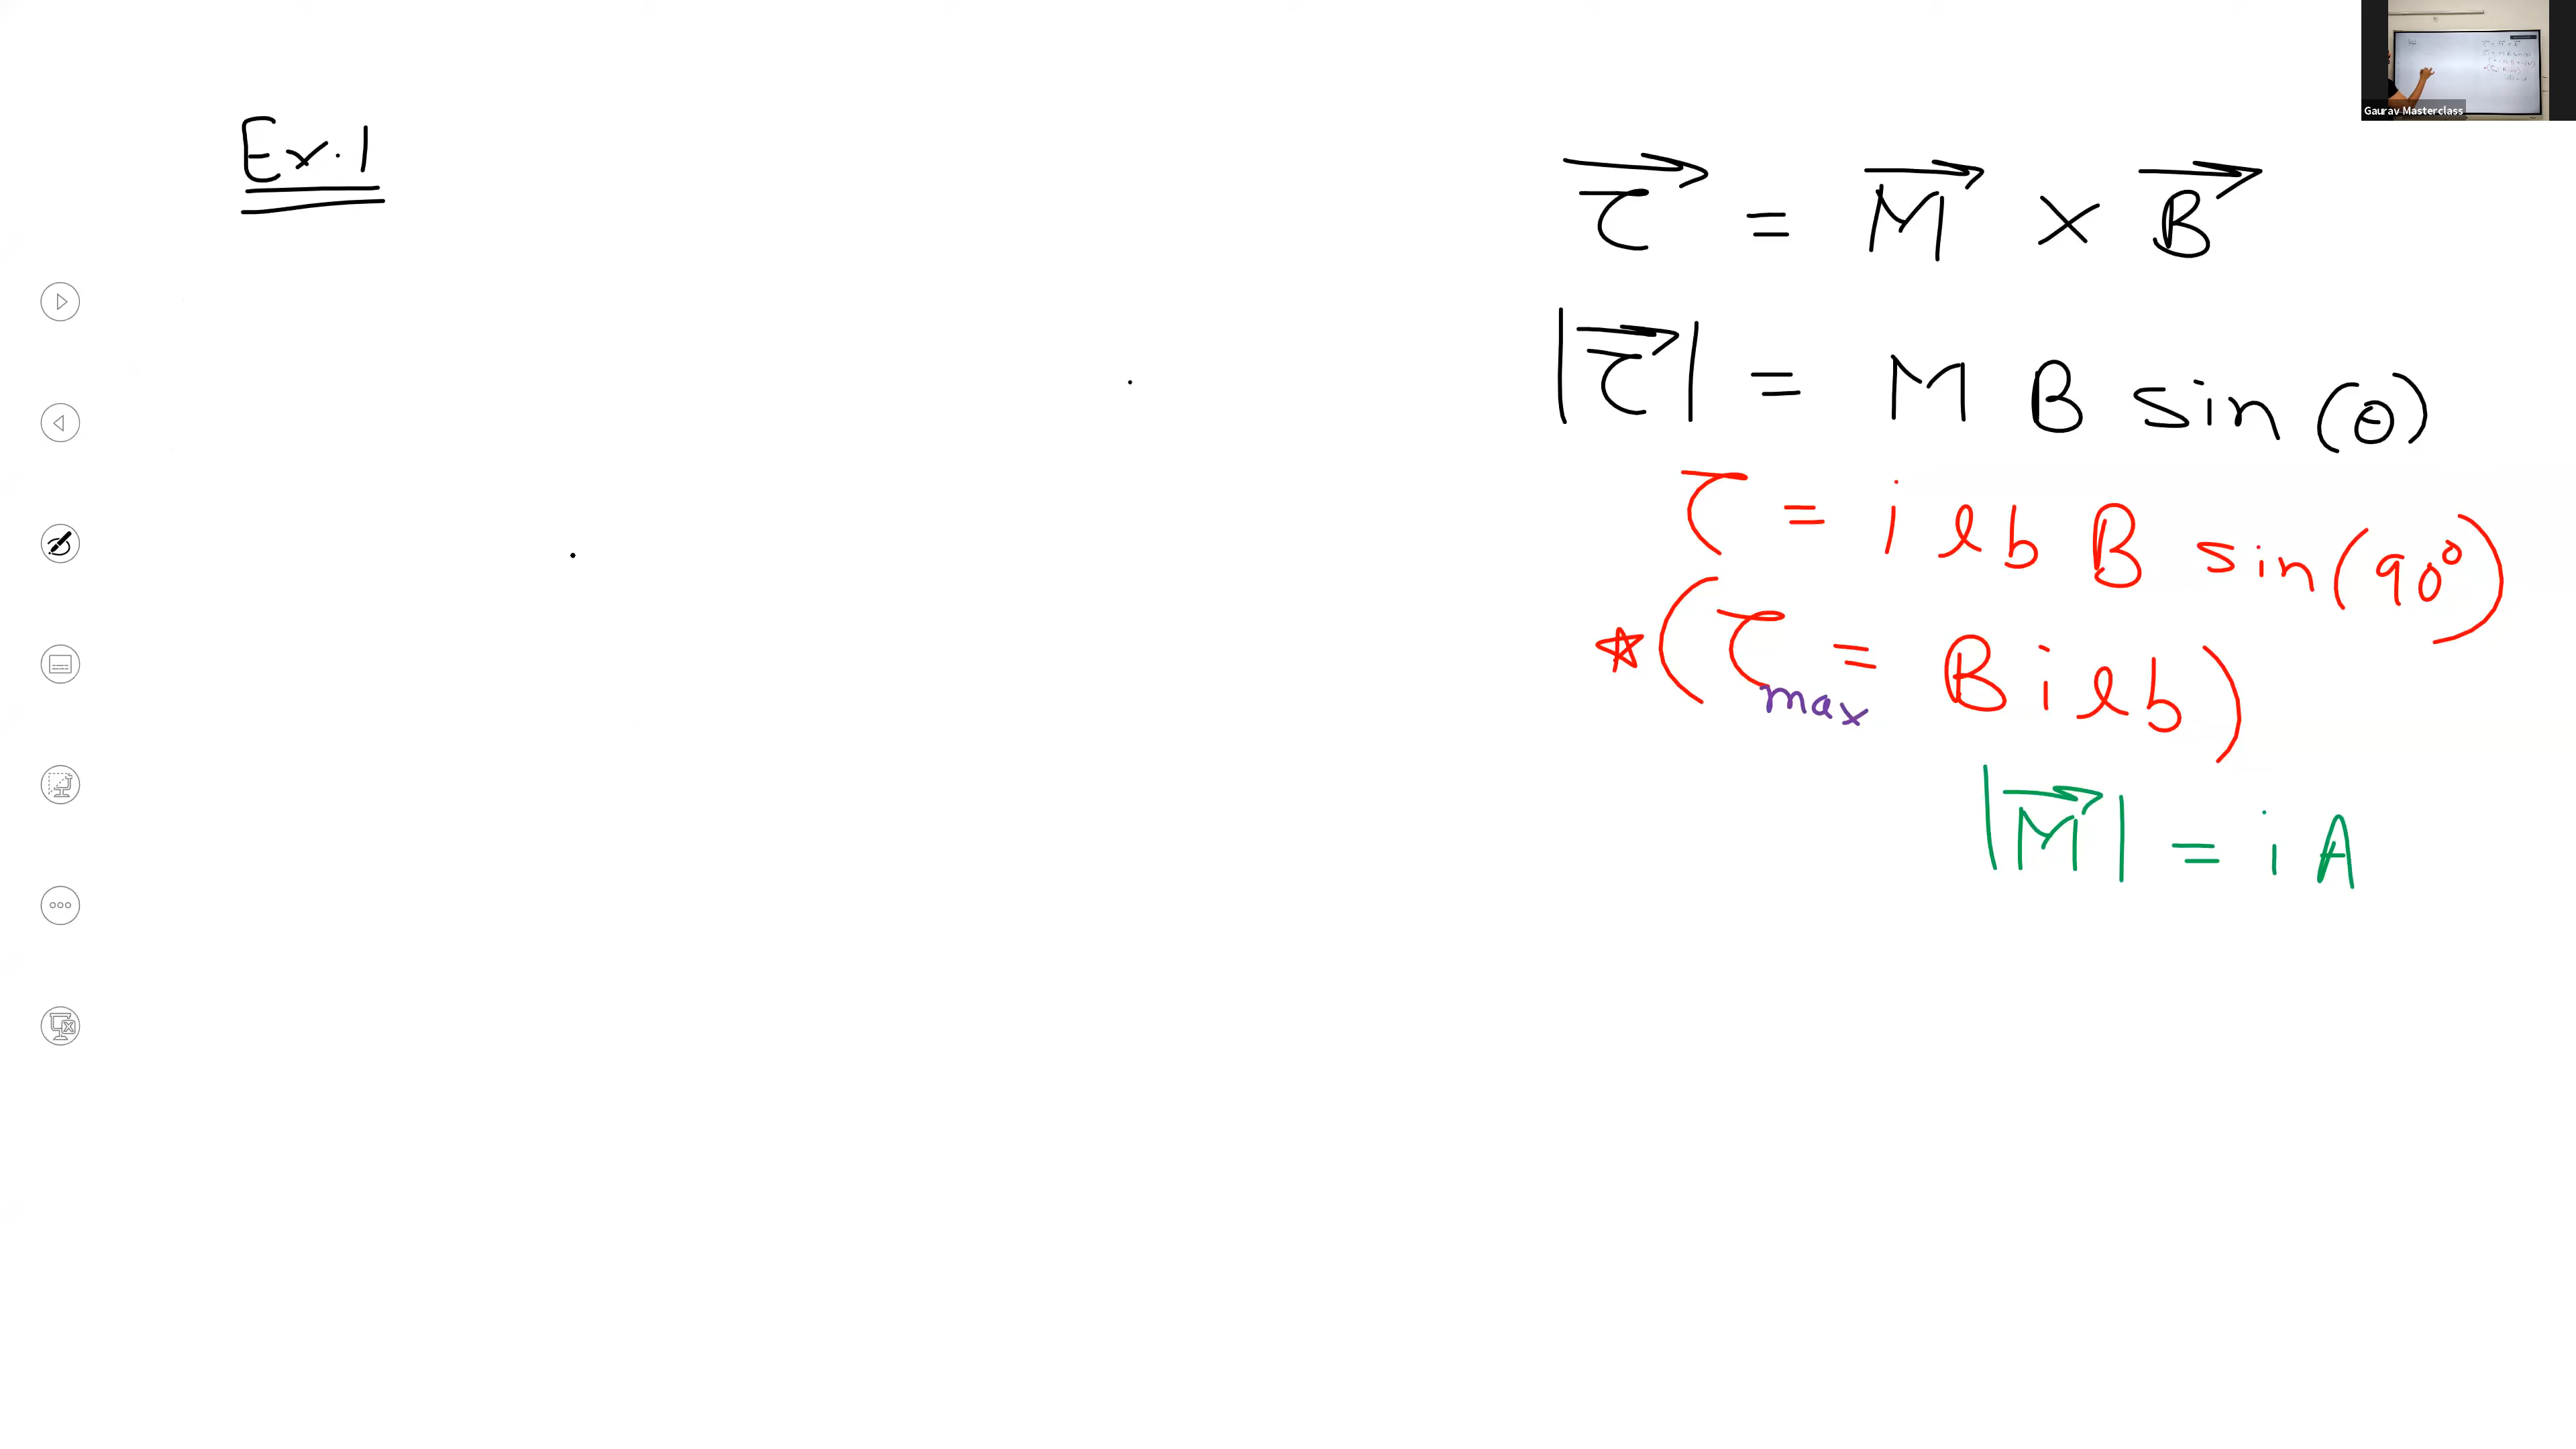 Gaurav Masterclass
Ex.1
→τ = →M × →B
|→τ| = M B sin(θ)
τ = i l b B sin(90°)
☆(τmax = B i l b)
|→M| = i A